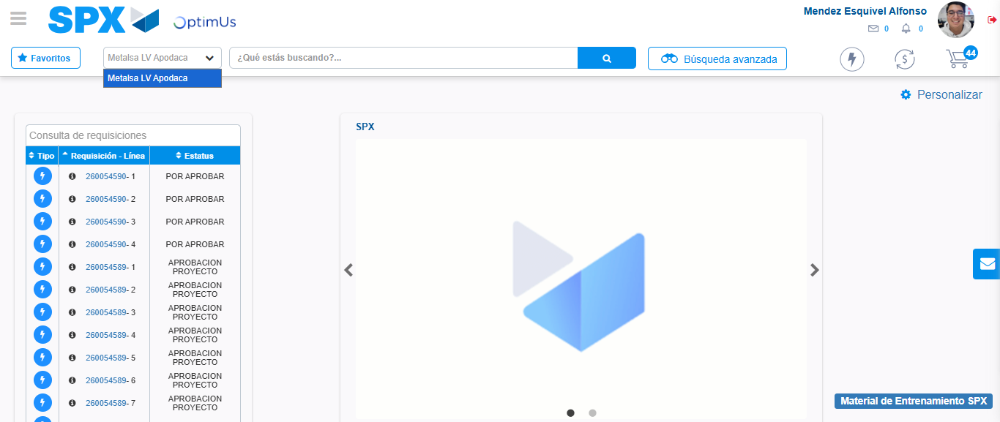 SPX
OptimUs
Mendez Esquivel Alfonso
0 0
Favoritos
Metalsa LV Apodaca
¿Qué estás buscando?...
Búsqueda avanzada
44
Metalsa LV Apodaca
Personalizar
Consulta de requisiciones
Tipo Requisición - Línea Estatus
260054590- 1 POR APROBAR
260054590- 2 POR APROBAR
260054590- 3 POR APROBAR
260054590- 4 POR APROBAR
260054589- 1 APROBACION PROYECTO
260054589- 2 APROBACION PROYECTO
260054589- 3 APROBACION PROYECTO
260054589- 4 APROBACION PROYECTO
260054589- 5 APROBACION PROYECTO
260054589- 6 APROBACION PROYECTO
260054589- 7 APROBACION PROYECTO
SPX
Material de Entrenamiento SPX